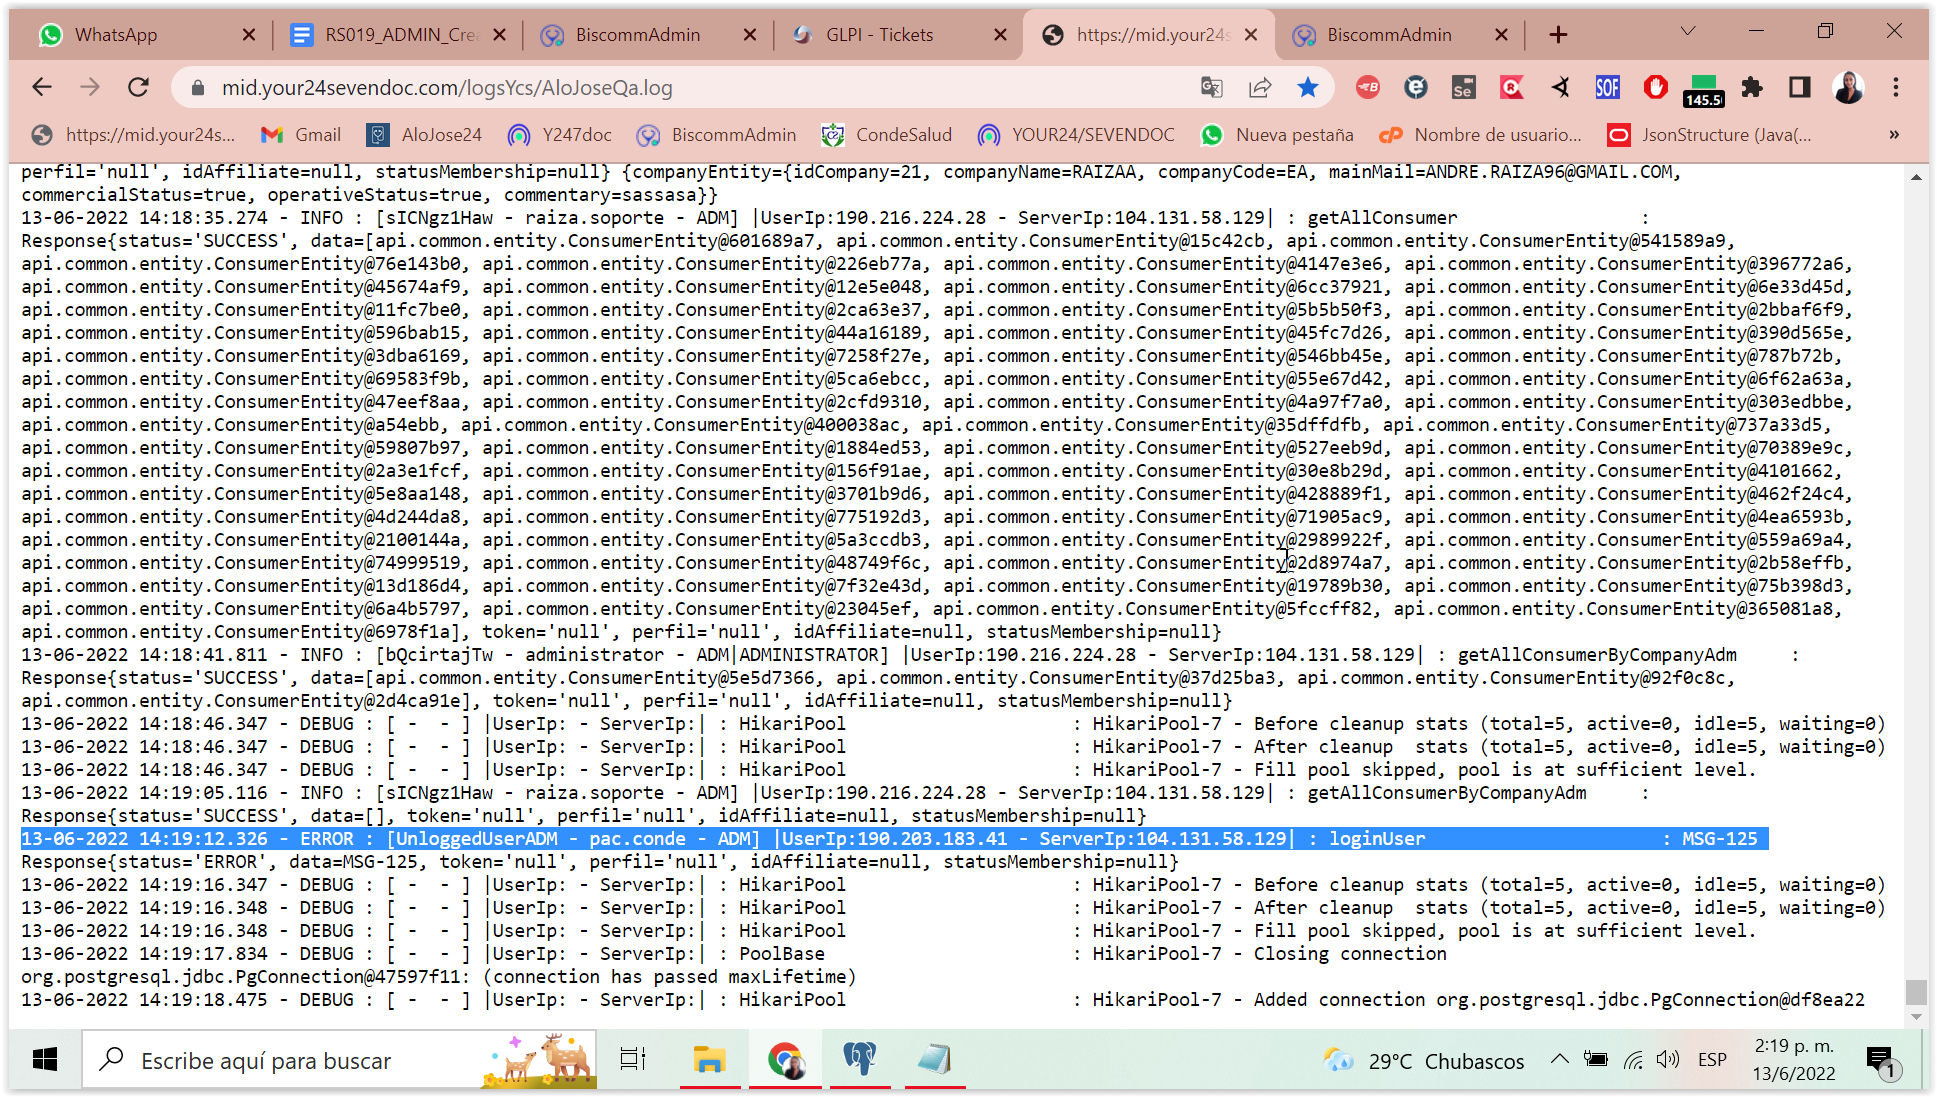 WhatsApp
RS019_ADMIN_Crea
BiscommAdmin
GLPI - Tickets
https://mid.your24s
BiscommAdmin
mid.your24sevendoc.com/logsYcs/AloJoseQa.log
Se
SOF
145.5
https://mid.your24s...
Gmail
AloJose24
Y247doc
BiscommAdmin
CondeSalud
YOUR24/SEVENDOC
Nueva pestaña
Nombre de usuario...
JsonStructure (Java(...
»
perfil='null', idAffiliate=null, statusMembership=null} {companyEntity={idCompany=21, companyName=RAIZAA, companyCode=EA, mainMail=ANDRE.RAIZA96@GMAIL.COM,
commercialStatus=true, operativeStatus=true, commentary=sassasa}}
13-06-2022 14:18:35.274 - INFO : [sICNgz1Haw - raiza.soporte - ADM] |UserIp:190.216.224.28 - ServerIp:104.131.58.129| : getAllConsumer :
Response{status='SUCCESS', data=[api.common.entity.ConsumerEntity@601689a7, api.common.entity.ConsumerEntity@15c42cb, api.common.entity.ConsumerEntity@541589a9,
api.common.entity.ConsumerEntity@76e143b0, api.common.entity.ConsumerEntity@226eb77a, api.common.entity.ConsumerEntity@4147e3e6, api.common.entity.ConsumerEntity@396772a6,
api.common.entity.ConsumerEntity@45674af9, api.common.entity.ConsumerEntity@12e5e048, api.common.entity.ConsumerEntity@6cc37921, api.common.entity.ConsumerEntity@6e33d45d,
api.common.entity.ConsumerEntity@11fc7be0, api.common.entity.ConsumerEntity@2ca63e37, api.common.entity.ConsumerEntity@5b5b50f3, api.common.entity.ConsumerEntity@2bbaf6f9,
api.common.entity.ConsumerEntity@596bab15, api.common.entity.ConsumerEntity@44a16189, api.common.entity.ConsumerEntity@45fc7d26, api.common.entity.ConsumerEntity@390d565e,
api.common.entity.ConsumerEntity@3dba6169, api.common.entity.ConsumerEntity@7258f27e, api.common.entity.ConsumerEntity@546bb45e, api.common.entity.ConsumerEntity@787b72b,
api.common.entity.ConsumerEntity@69583f9b, api.common.entity.ConsumerEntity@5ca6ebcc, api.common.entity.ConsumerEntity@55e67d42, api.common.entity.ConsumerEntity@6f62a63a,
api.common.entity.ConsumerEntity@47eef8aa, api.common.entity.ConsumerEntity@2cfd9310, api.common.entity.ConsumerEntity@4a97f7a0, api.common.entity.ConsumerEntity@303edbbe,
api.common.entity.ConsumerEntity@a54ebb, api.common.entity.ConsumerEntity@400038ac, api.common.entity.ConsumerEntity@35dffdfb, api.common.entity.ConsumerEntity@737a33d5,
api.common.entity.ConsumerEntity@59807b97, api.common.entity.ConsumerEntity@1884ed53, api.common.entity.ConsumerEntity@527eeb9d, api.common.entity.ConsumerEntity@70389e9c,
api.common.entity.ConsumerEntity@2a3e1fcf, api.common.entity.ConsumerEntity@156f91ae, api.common.entity.ConsumerEntity@30e8b29d, api.common.entity.ConsumerEntity@4101662,
api.common.entity.ConsumerEntity@5e8aa148, api.common.entity.ConsumerEntity@3701b9d6, api.common.entity.ConsumerEntity@428889f1, api.common.entity.ConsumerEntity@462f24c4,
api.common.entity.ConsumerEntity@4d244da8, api.common.entity.ConsumerEntity@775192d3, api.common.entity.ConsumerEntity@71905ac9, api.common.entity.ConsumerEntity@4ea6593b,
api.common.entity.ConsumerEntity@2100144a, api.common.entity.ConsumerEntity@5a3ccdb3, api.common.entity.ConsumerEntity@2989922f, api.common.entity.ConsumerEntity@559a69a4,
api.common.entity.ConsumerEntity@74999519, api.common.entity.ConsumerEntity@48749f6c, api.common.entity.ConsumerEntity@2d8974a7, api.common.entity.ConsumerEntity@2b58effb,
api.common.entity.ConsumerEntity@13d186d4, api.common.entity.ConsumerEntity@7f32e43d, api.common.entity.ConsumerEntity@19789b30, api.common.entity.ConsumerEntity@75b398d3,
api.common.entity.ConsumerEntity@6a4b5797, api.common.entity.ConsumerEntity@23045ef, api.common.entity.ConsumerEntity@5fccff82, api.common.entity.ConsumerEntity@365081a8,
api.common.entity.ConsumerEntity@6978f1a], token='null', perfil='null', idAffiliate=null, statusMembership=null}
13-06-2022 14:18:41.811 - INFO : [bQcirtajTw - administrator - ADM|ADMINISTRATOR] |UserIp:190.216.224.28 - ServerIp:104.131.58.129| : getAllConsumerByCompanyAdm :
Response{status='SUCCESS', data=[api.common.entity.ConsumerEntity@5e5d7366, api.common.entity.ConsumerEntity@37d25ba3, api.common.entity.ConsumerEntity@92f0c8c,
api.common.entity.ConsumerEntity@2d4ca91e], token='null', perfil='null', idAffiliate=null, statusMembership=null}
13-06-2022 14:18:46.347 - DEBUG : [ - - ] |UserIp: - ServerIp:| : HikariPool : HikariPool-7 - Before cleanup stats (total=5, active=0, idle=5, waiting=0)
13-06-2022 14:18:46.347 - DEBUG : [ - - ] |UserIp: - ServerIp:| : HikariPool : HikariPool-7 - After cleanup stats (total=5, active=0, idle=5, waiting=0)
13-06-2022 14:18:46.347 - DEBUG : [ - - ] |UserIp: - ServerIp:| : HikariPool : HikariPool-7 - Fill pool skipped, pool is at sufficient level.
13-06-2022 14:19:05.116 - INFO : [sICNgz1Haw - raiza.soporte - ADM] |UserIp:190.216.224.28 - ServerIp:104.131.58.129| : getAllConsumerByCompanyAdm :
Response{status='SUCCESS', data=[], token='null', perfil='null', idAffiliate=null, statusMembership=null}
13-06-2022 14:19:12.326 - ERROR : [UnloggedUserADM - pac.conde - ADM] |UserIp:190.203.183.41 - ServerIp:104.131.58.129| : loginUser : MSG-125
Response{status='ERROR', data=MSG-125, token='null', perfil='null', idAffiliate=null, statusMembership=null}
13-06-2022 14:19:16.347 - DEBUG : [ - - ] |UserIp: - ServerIp:| : HikariPool : HikariPool-7 - Before cleanup stats (total=5, active=0, idle=5, waiting=0)
13-06-2022 14:19:16.348 - DEBUG : [ - - ] |UserIp: - ServerIp:| : HikariPool : HikariPool-7 - After cleanup stats (total=5, active=0, idle=5, waiting=0)
13-06-2022 14:19:16.348 - DEBUG : [ - - ] |UserIp: - ServerIp:| : HikariPool : HikariPool-7 - Fill pool skipped, pool is at sufficient level.
13-06-2022 14:19:17.834 - DEBUG : [ - - ] |UserIp: - ServerIp:| : PoolBase : HikariPool-7 - Closing connection
org.postgresql.jdbc.PgConnection@47597f11: (connection has passed maxLifetime)
13-06-2022 14:19:18.475 - DEBUG : [ - - ] |UserIp: - ServerIp:| : HikariPool : HikariPool-7 - Added connection org.postgresql.jdbc.PgConnection@df8ea22
Escribe aquí para buscar
29°C Chubascos
ESP
2:19 p. m.
13/6/2022
1